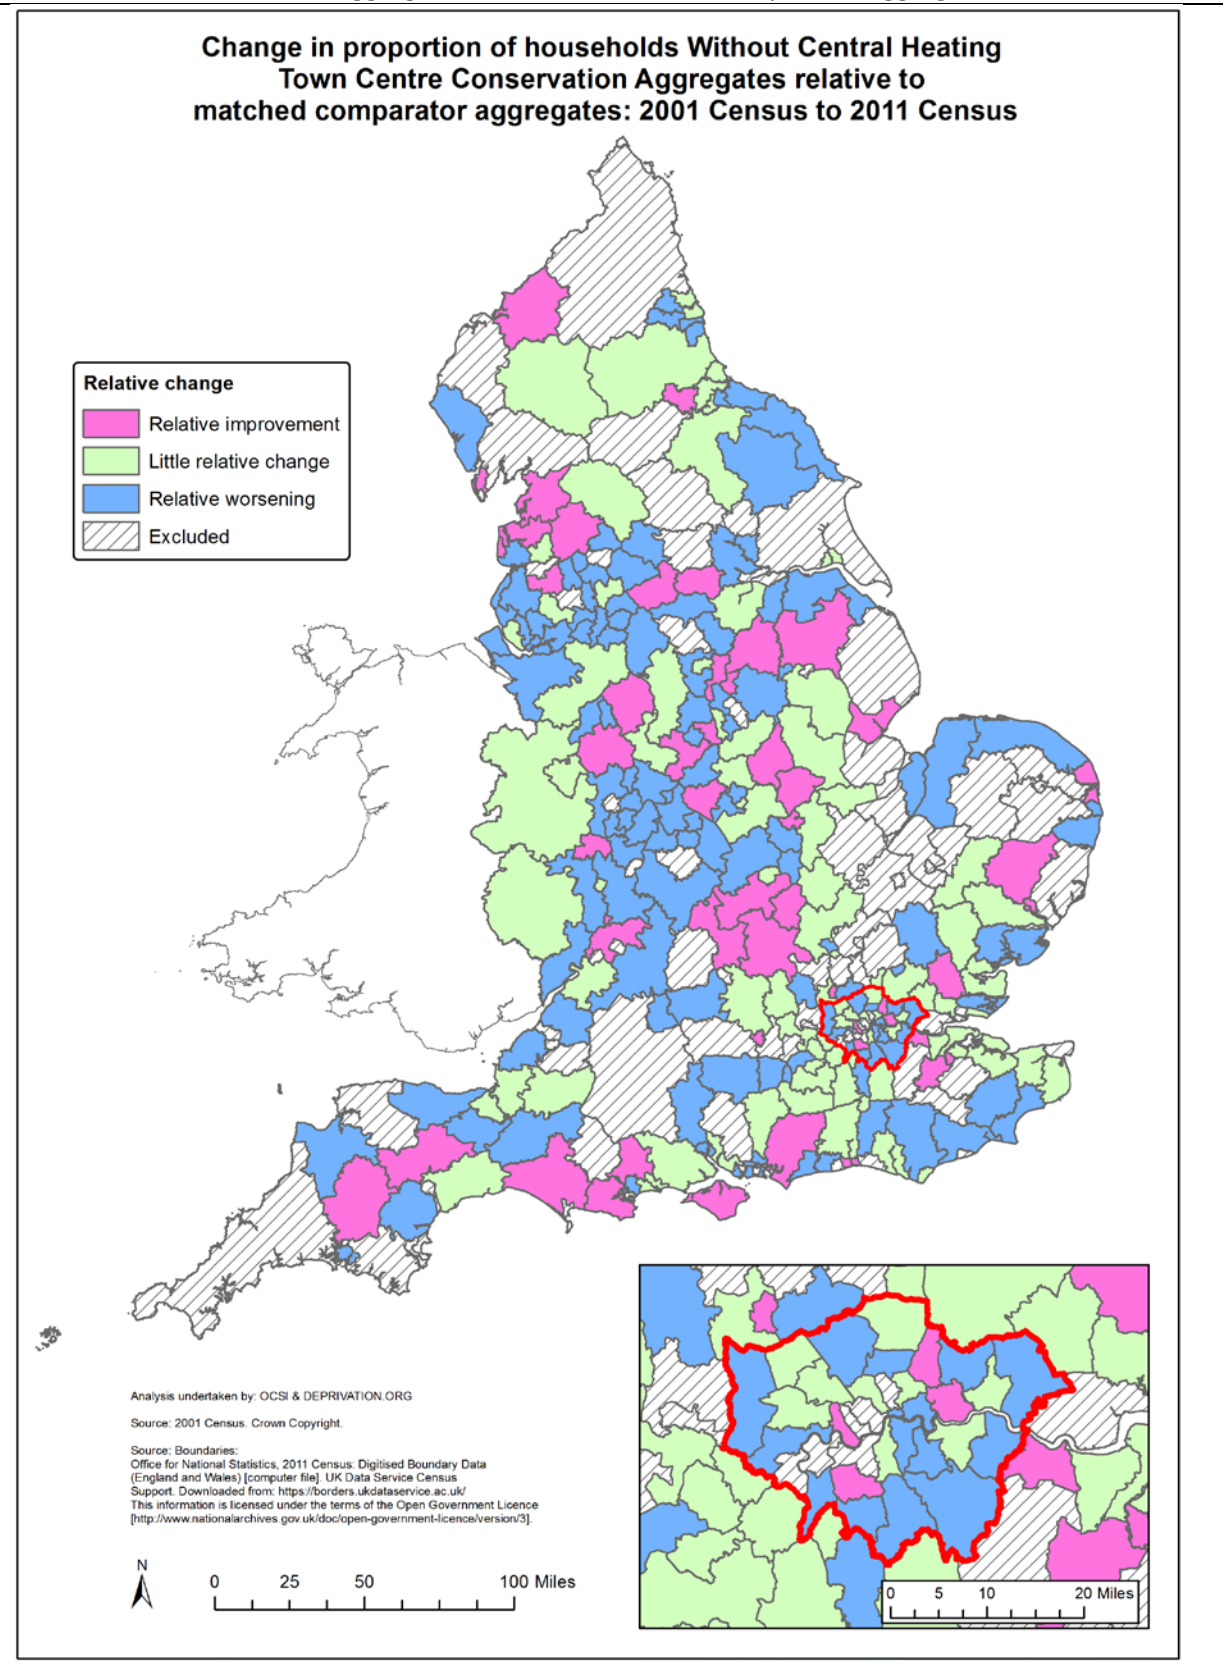 Change in proportion of households Without Central Heating
Town Centre Conservation Aggregates relative to
matched comparator aggregates: 2001 Census to 2011 Census
Relative change
Relative improvement
Little relative change
Relative worsening
Excluded
Analysis undertaken by: OCSI & DEPRIVATION.ORG
Source: 2001 Census. Crown Copyright.
Source: Boundaries:
Office for National Statistics, 2011 Census: Digitised Boundary Data
(England and Wales) [computer file]. UK Data Service Census
Support. Downloaded from: https://borders.ukdataservice.ac.uk/
This information is licensed under the terms of the Open Government Licence
[http://www.nationalarchives.gov.uk/doc/open-government-licence/version/3].
N
0 25 50 100 Miles
0 5 10 20 Miles